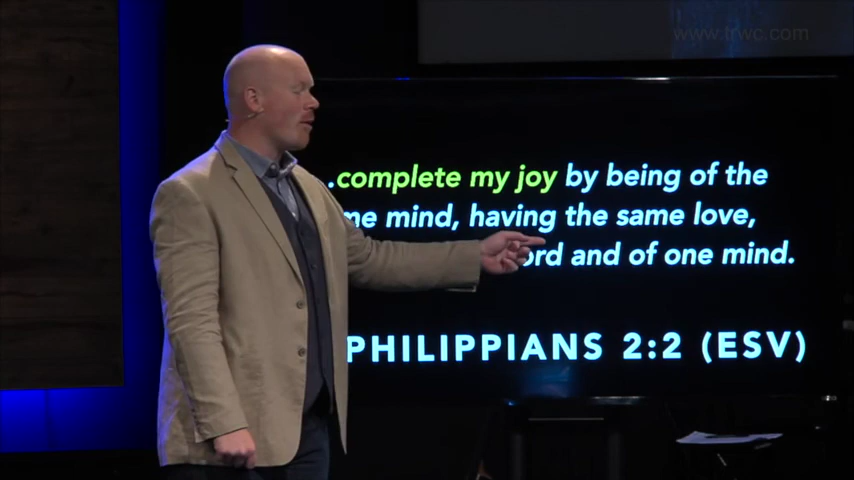 www.trwc.com
.complete my joy by being of the
me mind, having the same love,
ord and of one mind.
PHILIPPIANS 2:2 (ESV)